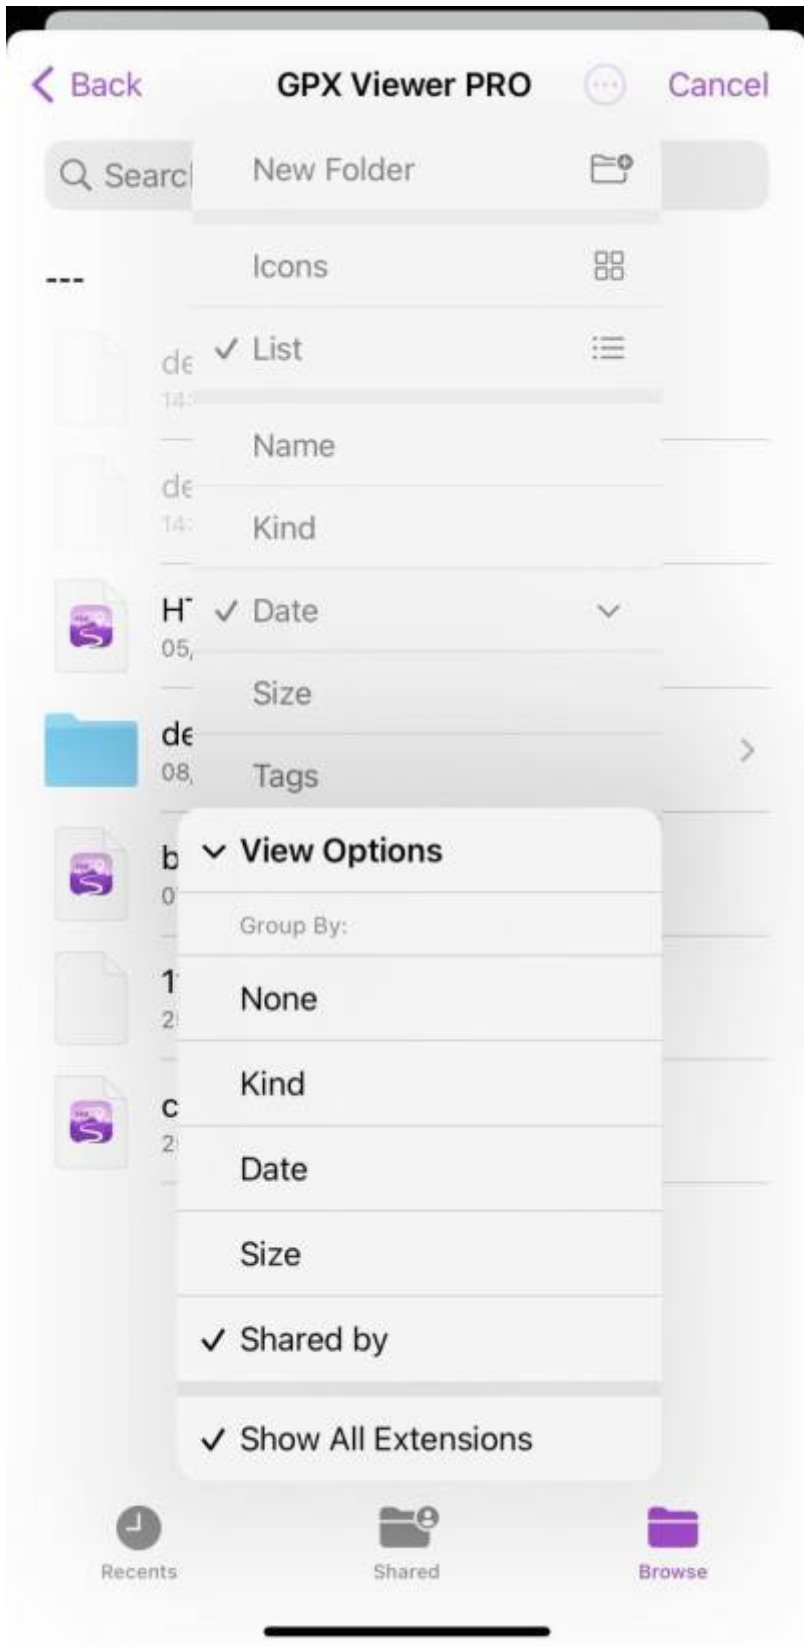 Back
GPX Viewer PRO
Cancel
New Folder
Icons
---
List
Name
Kind
Date
Size
Tags
View Options
Group By:
None
Kind
Date
Size
Shared by
Show All Extensions
Recents
Shared
Browse